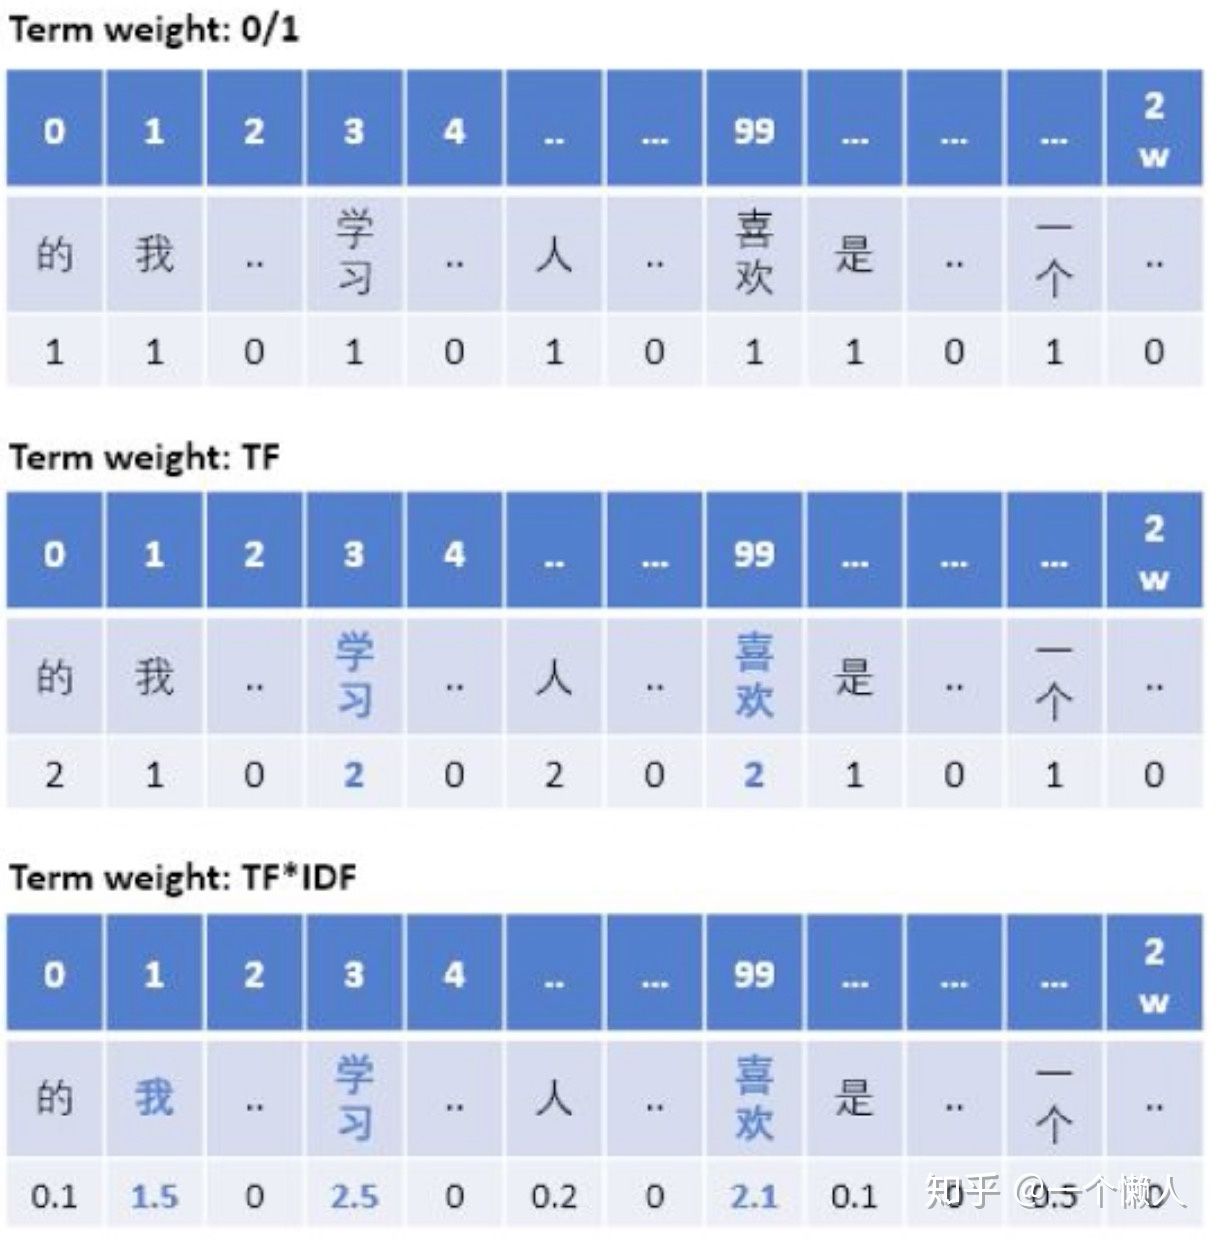 Term weight: 0/1
0 1 2 3 4 .. ... 99 ... ... ... 2w
的 我 .. 学习 .. 人 .. 喜欢 是 .. 一个 ..
1 1 0 1 0 1 0 1 1 0 1 0
Term weight: TF
0 1 2 3 4 .. ... 99 ... ... ... 2w
的 我 .. 学习 .. 人 .. 喜欢 是 .. 一个 ..
2 1 0 2 0 2 0 2 1 0 1 0
Term weight: TF*IDF
0 1 2 3 4 .. ... 99 ... ... ... 2w
的 我 .. 学习 .. 人 .. 喜欢 是 .. 一个 ..
0.1 1.5 0 2.5 0 0.2 0 2.1 0.1 0 0.5 0
知乎 @一个懒人